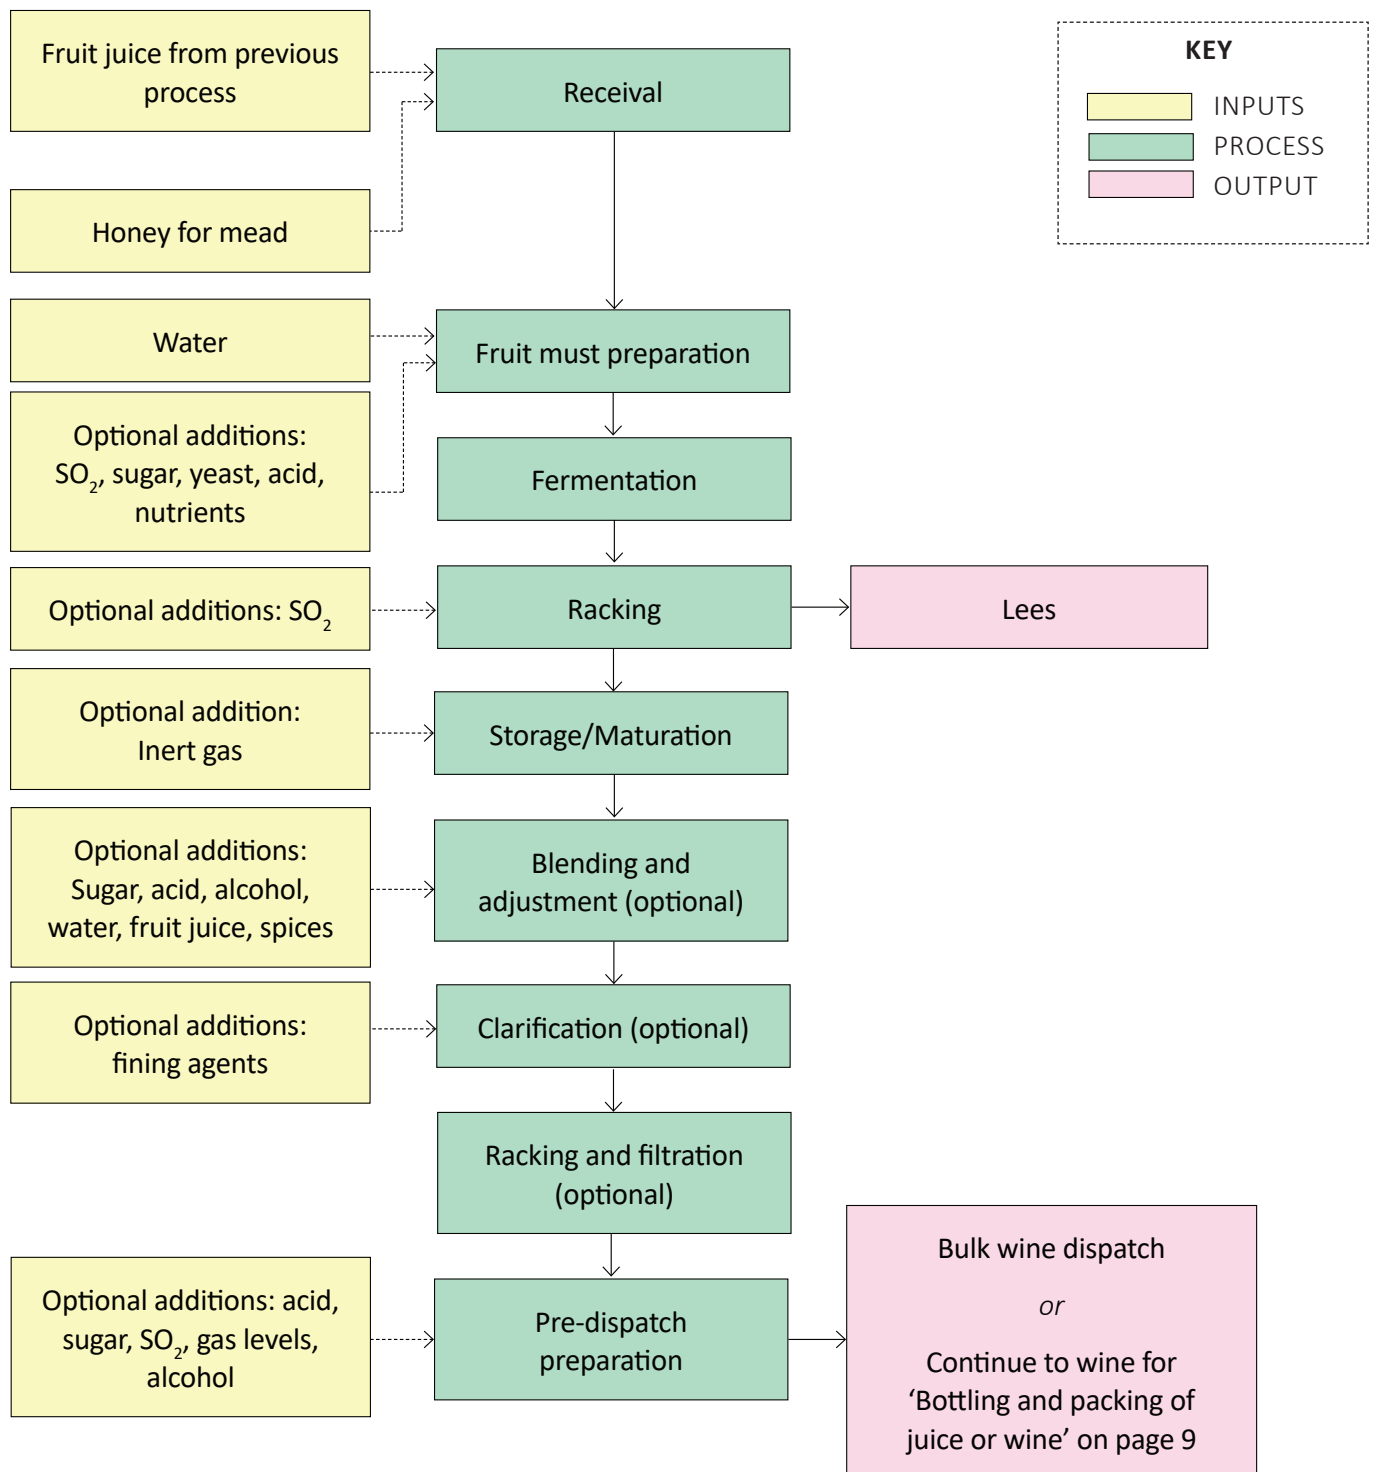 Fruit juice from previous
process
Receival
KEY
INPUTS
PROCESS
OUTPUT
Honey for mead
Water
Fruit must preparation
Optional additions:
SO₂, sugar, yeast, acid,
nutrients
Fermentation
Optional additions: SO₂
Racking
Lees
Optional addition:
Inert gas
Storage/Maturation
Optional additions:
Sugar, acid, alcohol,
water, fruit juice, spices
Blending and
adjustment (optional)
Optional additions:
fining agents
Clarification (optional)
Racking and filtration
(optional)
Optional additions: acid,
sugar, SO₂, gas levels,
alcohol
Pre-dispatch
preparation
Bulk wine dispatch
or
Continue to wine for
‘Bottling and packing of
juice or wine’ on page 9